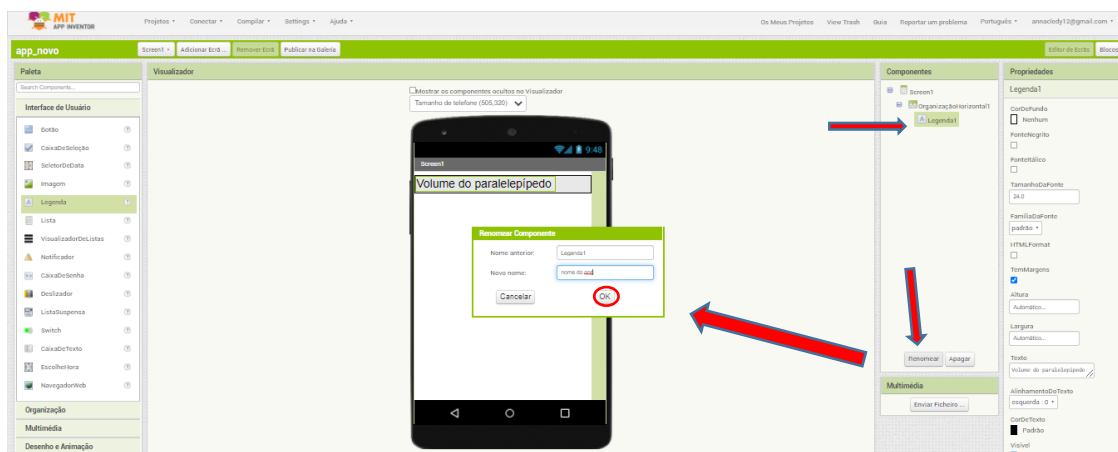 MIT
APP INVENTOR
Projetos Conectar Compilar Settings Ajuda
Os Meus Projetos View Trash Guia Reportar um problema Português annacledy12@gmail.com
app_novo
Screen1 Adicionar Ecrã ... Remover Ecrã Publicar na Galeria
Editor de Ecrãs Blocos
Paleta
Search Components...
Interface de Usuário
Botão
CaixaDeSeleção
SeletorDeData
Imagem
Legenda
Lista
VisualizadorDeListas
Notificador
CaixaDeSenha
Deslizador
ListaSuspensa
Switch
CaixaDeTexto
EscolheHora
NavegadorWeb
Organização
Multimédia
Desenho e Animação
Visualizador
Mostrar os componentes ocultos no Visualizador
Tamanho de telefone (505,320)
9:48
Screen1
Volume do paralelepípedo
Renomear Componente
Nome anterior: Legenda1
Novo nome: nome do
Cancelar OK
Componentes
Screen1
OrganizaçãoHorizontal1
Legenda1
Renomear Apagar
Multimédia
Enviar Ficheiro ...
Propriedades
Legenda1
CorDeFundo
Nenhum
FonteNegrito
FonteItálico
TamanhoDaFonte
24.0
FamíliaDaFonte
padrão
HTMLFormat
TemMargens
Altura
Automático...
Largura
Automático...
Texto
Volume do paralelepípedo
AlinhamentoDoTexto
esquerda : 0
CorDeTexto
Padrão
Visível